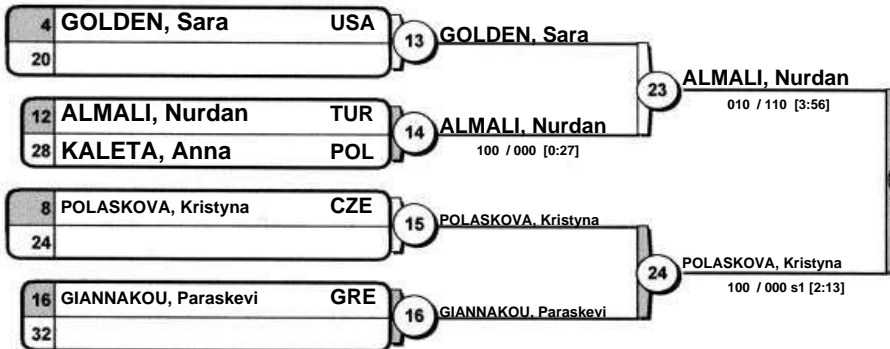 4 GOLDEN, Sara USA
20
13 GOLDEN, Sara
12 ALMALI, Nurdan TUR
28 KALETA, Anna POL
14 ALMALI, Nurdan
100 / 000 [0:27]
23 ALMALI, Nurdan
010 / 110 [3:56]
8 POLASKOVA, Kristyna CZE
24
15 POLASKOVA, Kristyna
16 GIANNAKOU, Paraskevi GRE
32
16 GIANNAKOU, Paraskevi
24 POLASKOVA, Kristyna
100 / 000 s1 [2:13]